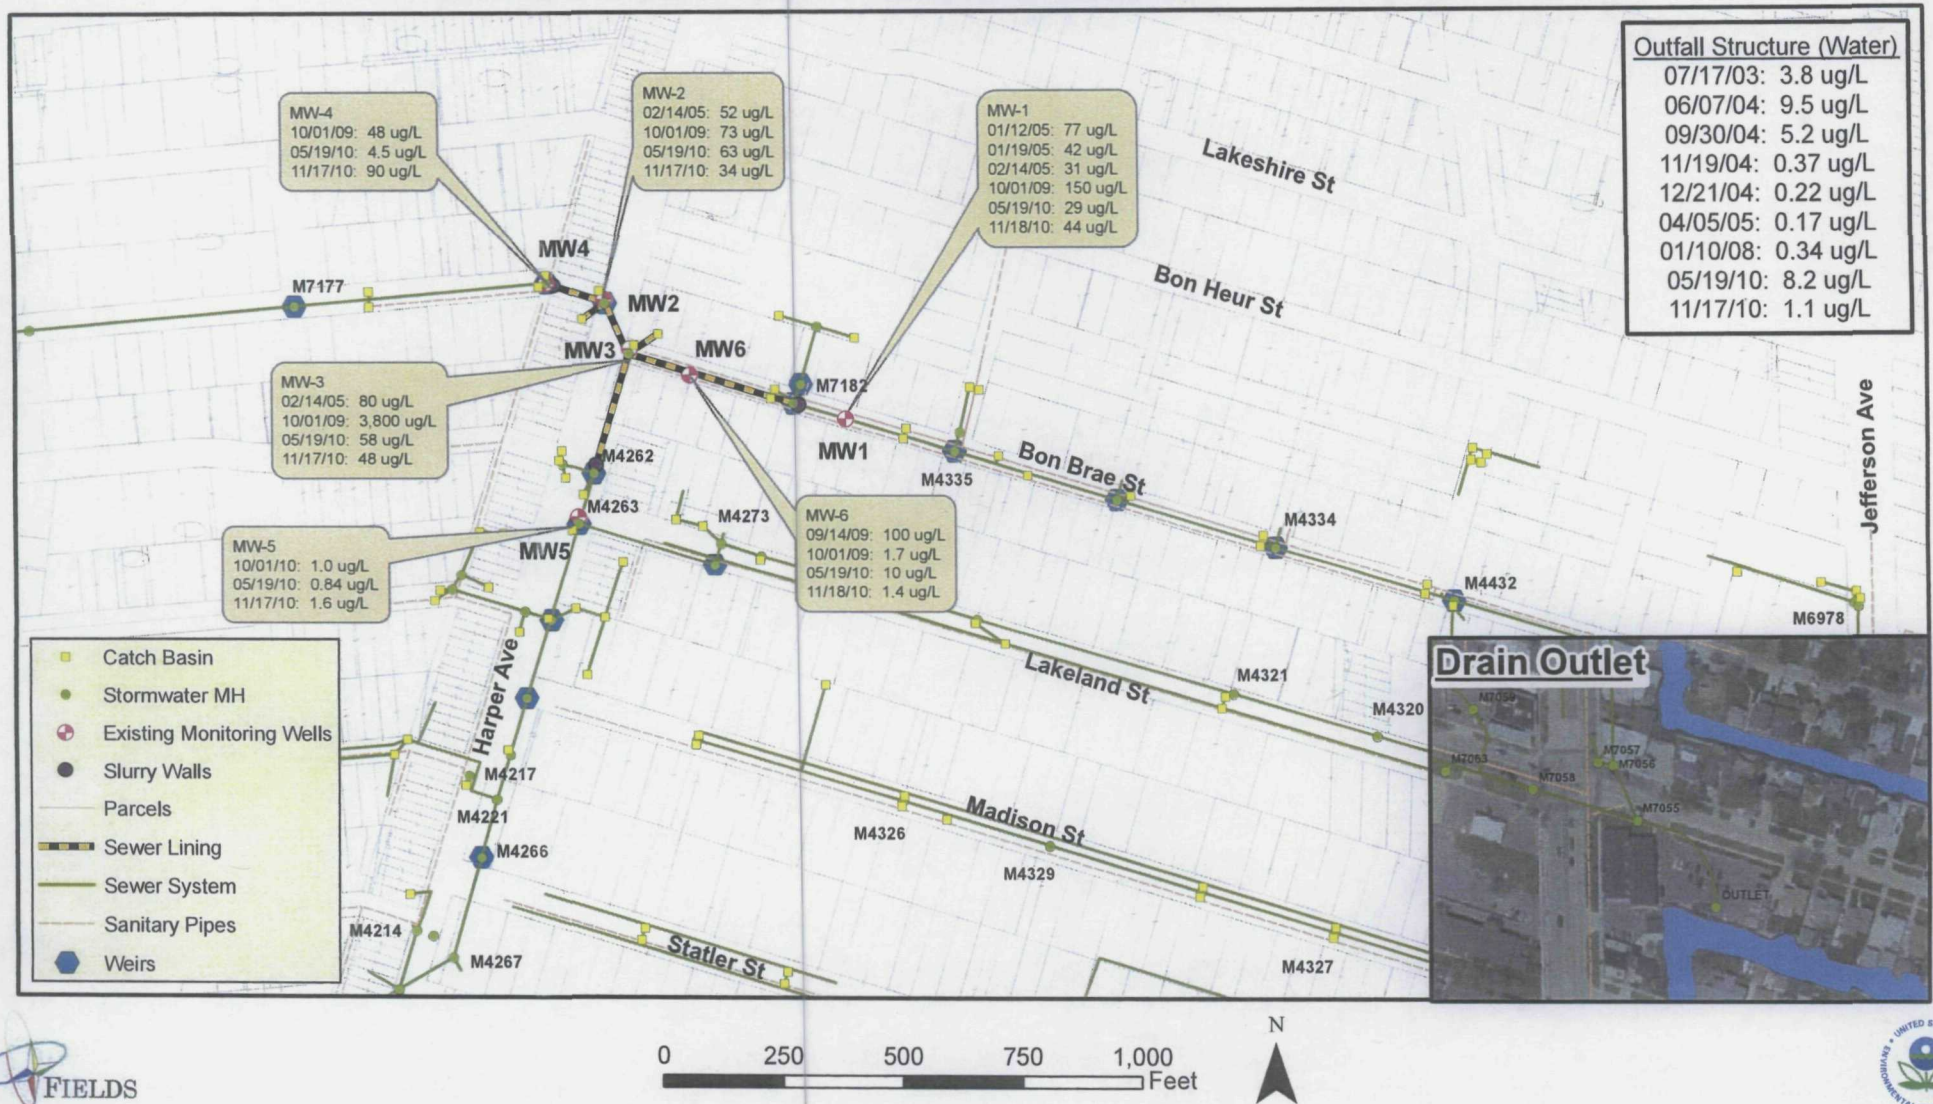 Outfall Structure (Water)
07/17/03: 3.8 ug/L
06/07/04: 9.5 ug/L
09/30/04: 5.2 ug/L
11/19/04: 0.37 ug/L
12/21/04: 0.22 ug/L
04/05/05: 0.17 ug/L
01/10/08: 0.34 ug/L
05/19/10: 8.2 ug/L
11/17/10: 1.1 ug/L
MW-4
10/01/09: 48 ug/L
05/19/10: 4.5 ug/L
11/17/10: 90 ug/L
MW-2
02/14/05: 52 ug/L
10/01/09: 73 ug/L
05/19/10: 63 ug/L
11/17/10: 34 ug/L
MW-1
01/12/05: 77 ug/L
01/19/05: 42 ug/L
02/14/05: 31 ug/L
10/01/09: 150 ug/L
05/19/10: 29 ug/L
11/18/10: 44 ug/L
Lakeshire St
Bon Heur St
MW4
M7177
MW2
MW3
MW6
M7182
MW1
MW-3
02/14/05: 80 ug/L
10/01/09: 3,800 ug/L
05/19/10: 58 ug/L
11/17/10: 48 ug/L
Jefferson Ave
M4262
M4335
Bon Brae St
M4263
M4273
M4334
MW5
MW-6
09/14/09: 100 ug/L
10/01/09: 1.7 ug/L
05/19/10: 10 ug/L
11/18/10: 1.4 ug/L
MW-5
10/01/10: 1.0 ug/L
05/19/10: 0.84 ug/L
11/17/10: 1.6 ug/L
M4432
M6978
Catch Basin
Stormwater MH
Existing Monitoring Wells
Slurry Walls
Parcels
Sewer Lining
Sewer System
Sanitary Pipes
Weirs
Harper Ave
Lakeland St
M4321
M4320
M4217
M4221
M4266
Madison St
M4326
M4329
M4214
M4267
Statler St
M4327
Drain Outlet
M7059
M7063
M7057
M7056
M7058
M7055
OUTLET
FIELDS
0 250 500 750 1,000
Feet
N
UNITED
ENVIRONMENTA